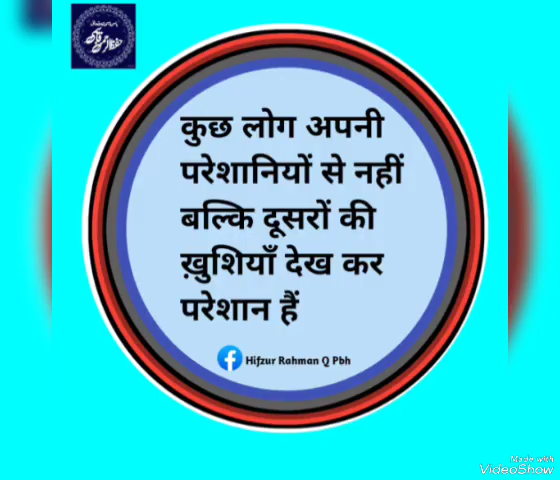 कुछ लोग अपनी
परेशानियों से नहीं
बल्कि दूसरों की
ख़ुशियाँ देख कर
परेशान हैं
Hifzur Rahman Q Pbh
Made with
VideoShow